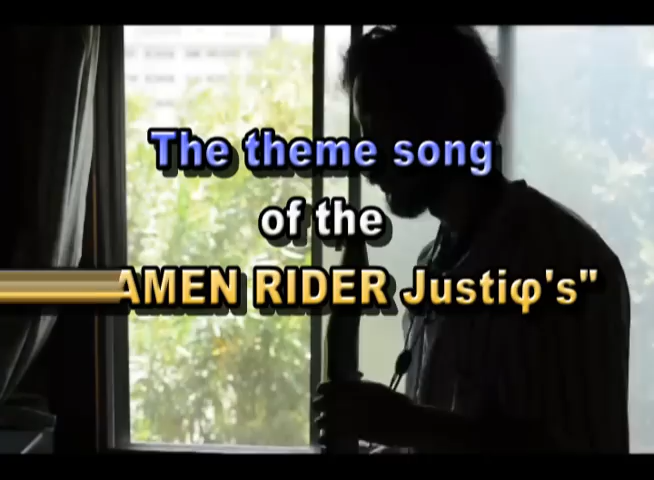 The theme song
of the
AMEN RIDER Justiφ's"